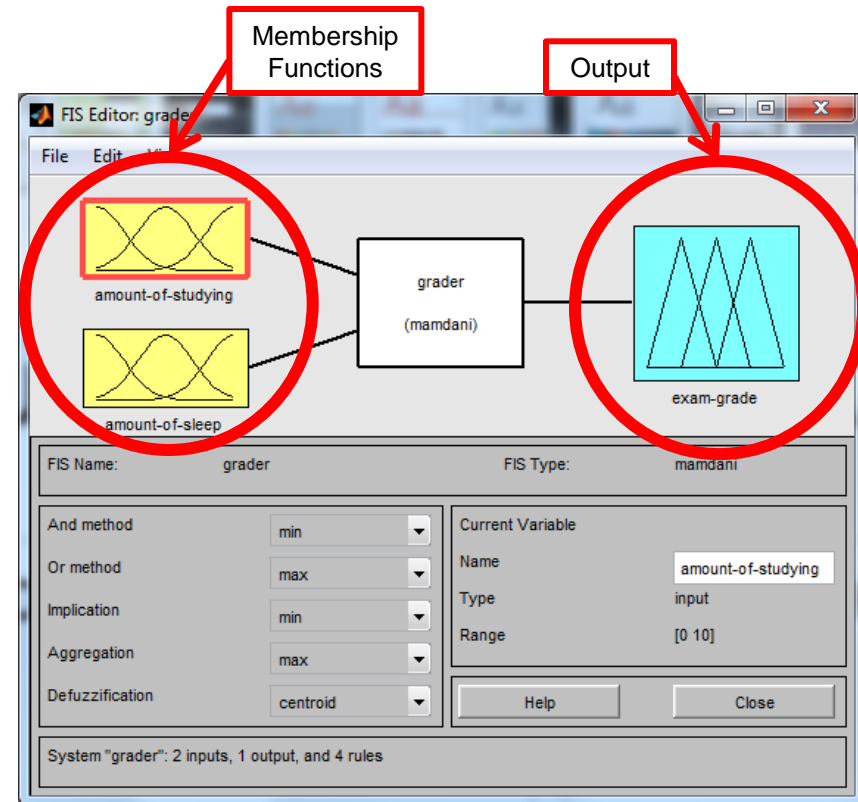 Membership
Functions
Output
FIS Editor: grader
File Edit
amount-of-studying
amount-of-sleep
grader
(mamdani)
exam-grade
FIS Name: grader FIS Type: mamdani
And method min
Or method max
Implication min
Aggregation max
Defuzzification centroid
Current Variable
Name amount-of-studying
Type input
Range [0 10]
Help Close
System "grader": 2 inputs, 1 output, and 4 rules